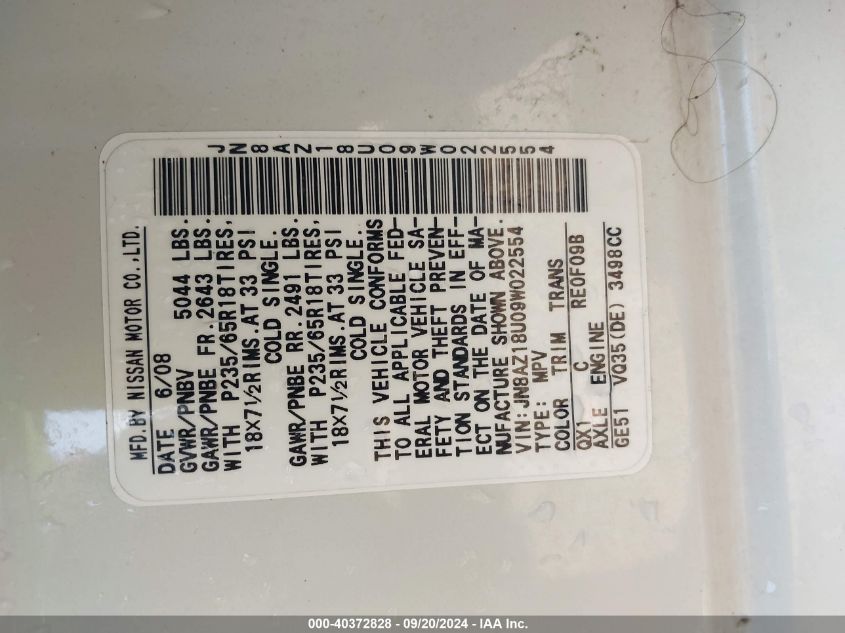 JN8AZ18U09W022554
MFD.BY NISSAN MOTOR CO.,LTD.
DATE 6/08
GVWR/PNBV 5044 LBS.
GAWR/PNBE FR.2643 LBS.
WITH P235/65R18TIRES,
18×7½RIMS.AT 33 PSI
COLD SINGLE.
GAWR/PNBE RR.2491 LBS.
WITH P235/65R18TIRES,
18×7½RIMS.AT 33 PSI
COLD SINGLE.
THIS VEHICLE CONFORMS
TO ALL APPLICABLE FED-
ERAL MOTOR VEHICLE SA-
FETY AND THEFT PREVEN-
TION STANDARDS IN EFF-
ECT ON THE DATE OF MA-
NUFACTURE SHOWN ABOVE.
VIN:JN8AZ18U09W022554
TYPE: MPV
COLOR TRIM TRANS
QX1 C RE0F09B
AXLE ENGINE
GE51 VQ35(DE) 3498CC
000-40372828 - 09/20/2024 - IAA Inc.